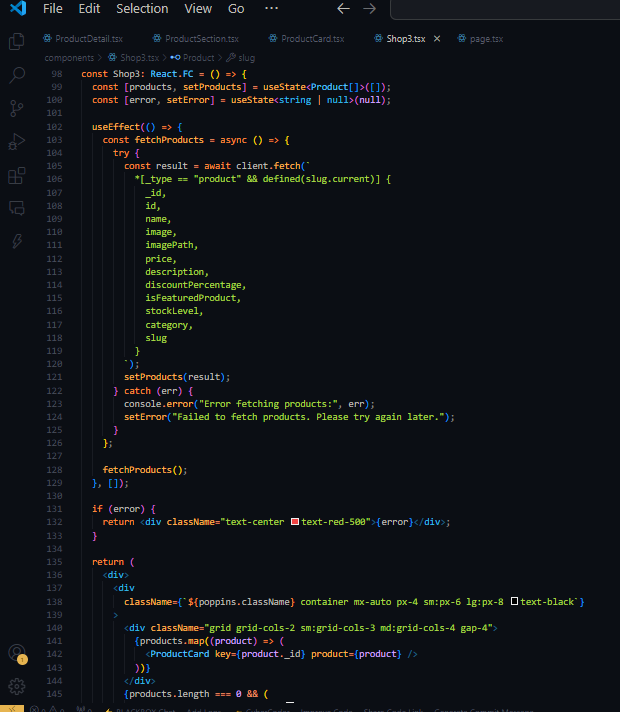 File Edit Selection View Go ··· ← →
ProductDetail.tsx ProductSection.tsx ProductCard.tsx Shop3.tsx × page.tsx
components > Shop3.tsx > Product > slug
98 const Shop3: React.FC = () => {
99 const [products, setProducts] = useState<Product[]>([]);
100 const [error, setError] = useState<string | null>(null);
101
102 useEffect(() => {
103 const fetchProducts = async () => {
104 try {
105 const result = await client.fetch(`
106 *[_type == "product" && defined(slug.current)] {
107 _id,
108 id,
109 name,
110 image,
111 imagePath,
112 price,
113 description,
114 discountPercentage,
115 isFeaturedProduct,
116 stockLevel,
117 category,
118 slug
119 }
120 `);
121 setProducts(result);
122 } catch (err) {
123 console.error("Error fetching products:", err);
124 setError("Failed to fetch products. Please try again later.");
125 }
126 };
127
128 fetchProducts();
129 }, []);
130
131 if (error) {
132 return <div className="text-center text-red-500">{error}</div>;
133 }
134
135 return (
136 <div>
137 <div
138 className={`${poppins.className} container mx-auto px-4 sm:px-6 lg:px-8 text-black`}
139 >
140 <div className="grid grid-cols-2 sm:grid-cols-3 md:grid-cols-4 gap-4">
141 {products.map((product) => (
142 <ProductCard key={product._id} product={product} />
143 ))}
144 </div>
145 {products.length === 0 && (